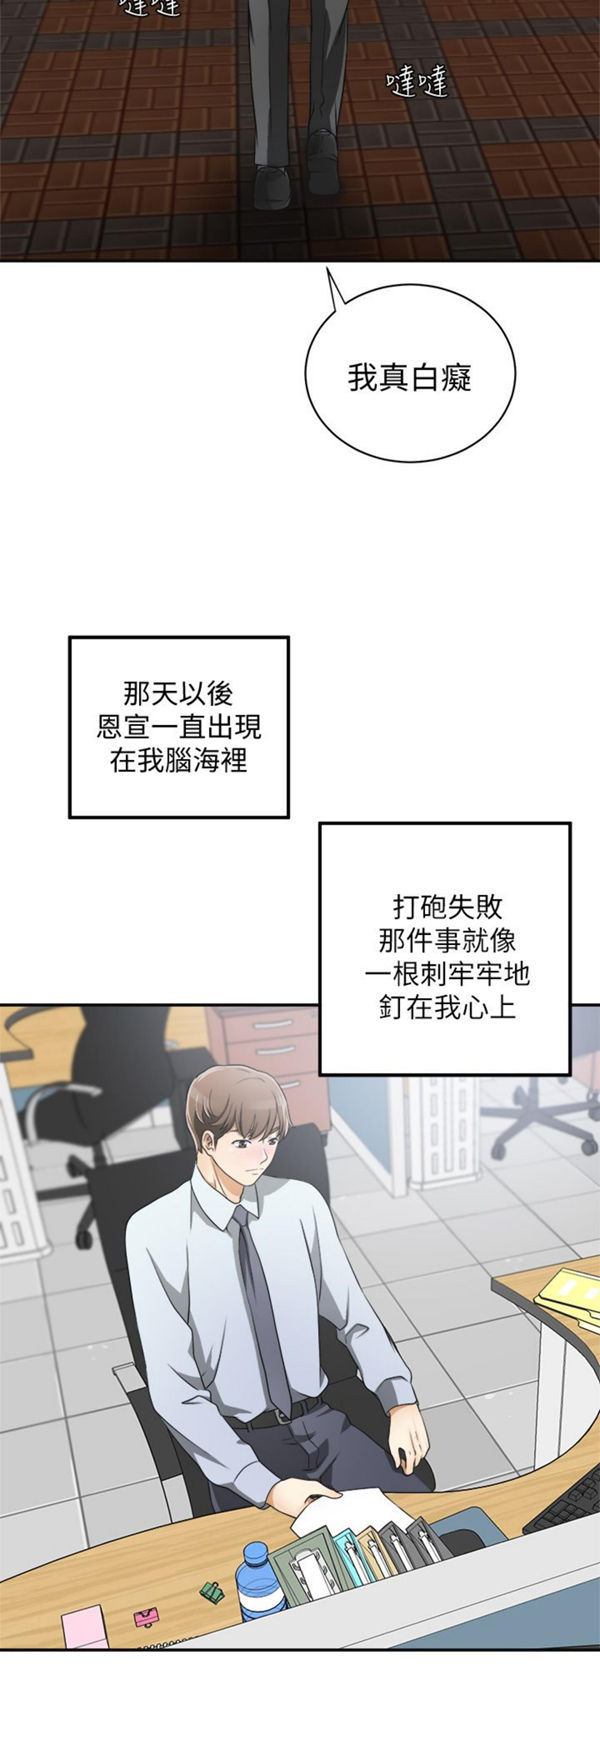 噠噠
噠噠
我真白癡
那天以後
恩宣一直出現
在我腦海裡
打砲失敗
那件事就像
一根刺牢牢地
釘在我心上